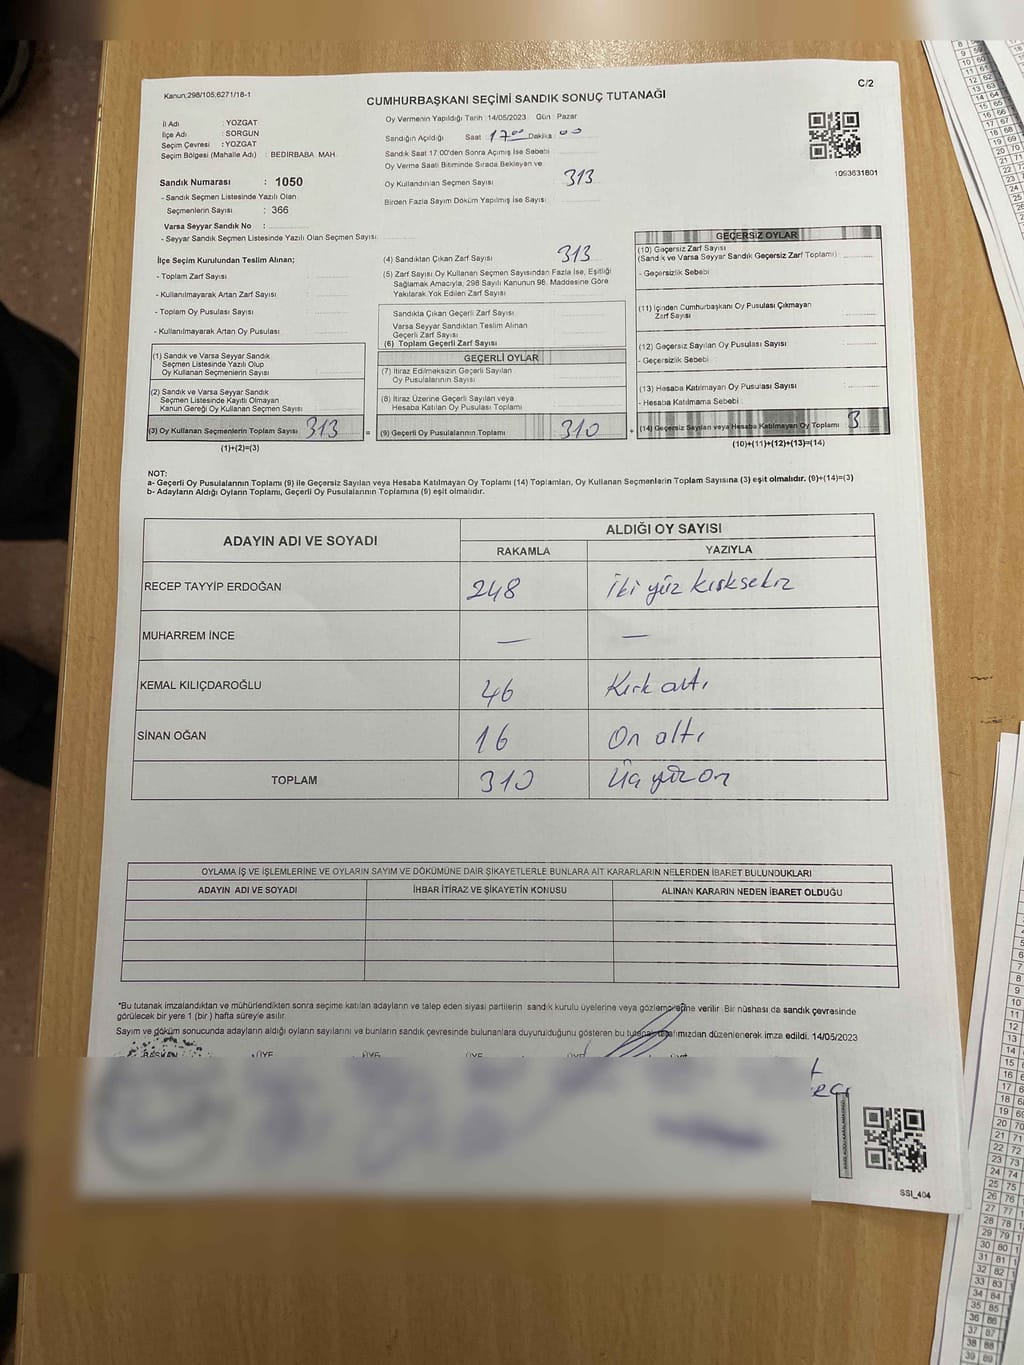 Kanun;298/105,6271/18-1
C/2
CUMHURBAŞKANI SEÇİMİ SANDIK SONUÇ TUTANAĞI
İl Adı : YOZGAT
İlçe Adı : SORGUN
Seçim Çevresi : YOZGAT
Seçim Bölgesi (Mahalle Adı) : BEDİRBABA MAH.
Sandık Numarası : 1050
- Sandık Seçmen Listesinde Yazılı Olan
Seçmenlerin Sayısı : 366
Varsa Seyyar Sandık No :
- Seyyar Sandık Seçmen Listesinde Yazılı Olan Seçmen Sayısı:
Oy Vermenin Yapıldığı Tarih :14/05/2023 Gün : Pazar
Sandığın Açıldığı Saat 17⁰⁰ Dakika 00
Sandık Saat 17:00'den Sonra Açılmış İse Sebebi
Oy Verme Saati Bitiminde Sırada Bekleyen ve
Oy Kullandırılan Seçmen Sayısı 313
Birden Fazla Sayım Döküm Yapılmış İse Sayısı
1093631801
İlçe Seçim Kurulundan Teslim Alınan;
- Toplam Zarf Sayısı :
- Kullanılmayarak Artan Zarf Sayısı :
- Toplam Oy Pusulası Sayısı :
- Kullanılmayarak Artan Oy Pusulası :
(1) Sandık ve Varsa Seyyar Sandık
Seçmen Listesinde Yazılı Olup
Oy Kullanan Seçmenlerin Sayısı
(2) Sandık ve Varsa Seyyar Sandık
Seçmen Listesinde Kayıtlı Olmayan
Kanun Gereği Oy Kullanan Seçmen Sayısı
(3) Oy Kullanan Seçmenlerin Toplam Sayısı 313 =
(1)+(2)=(3)
(4) Sandıktan Çıkan Zarf Sayısı 313
(5) Zarf Sayısı Oy Kullanan Seçmen Sayısından Fazla İse, Eşitliği
Sağlamak Amacıyla, 298 Sayılı Kanunun 98. Maddesine Göre
Yakılarak Yok Edilen Zarf Sayısı
Sandıkla Çıkan Geçerli Zarf Sayısı
Varsa Seyyar Sandıktan Teslim Alınan
Geçerli Zarf Sayısı
(6) Toplam Geçerli Zarf Sayısı
GEÇERLİ OYLAR
(7) İtiraz Edilmeksizin Geçerli Sayılan
Oy Pusulalarının Sayısı
(8) İtiraz Üzerine Geçerli Sayılan veya
Hesaba Katılan Oy Pusulası Toplamı
(9) Geçerli Oy Pusulalarının Toplamı 310 +
GEÇERSİZ OYLAR
(10) Geçersiz Zarf Sayısı
(Sandık ve Varsa Seyyar Sandık Geçersiz Zarf Toplamı)
- Geçersizlik Sebebi
(11) İçinden Cumhurbaşkanı Oy Pusulası Çıkmayan
Zarf Sayısı
(12) Geçersiz Sayılan Oy Pusulası Sayısı
- Geçersizlik Sebebi
(13) Hesaba Katılmayan Oy Pusulası Sayısı
- Hesaba Katılmama Sebebi
(14) Geçersiz Sayılan veya Hesaba Katılmayan Oy Toplamı 3
(10)+(11)+(12)+(13)=(14)
NOT:
a- Geçerli Oy Pusulalarının Toplamı (9) ile Geçersiz Sayılan veya Hesaba Katılmayan Oy Toplamı (14) Toplamları, Oy Kullanan Seçmenlerin Toplam Sayısına (3) eşit olmalıdır. (9)+(14)=(3)
b- Adayların Aldığı Oyların Toplamı, Geçerli Oy Pusulalarının Toplamına (9) eşit olmalıdır.
ADAYIN ADI VE SOYADI
ALDIĞI OY SAYISI
RAKAMLA YAZIYLA
RECEP TAYYİP ERDOĞAN 248 İki yüz kırksekiz
MUHARREM İNCE — —
KEMAL KILIÇDAROĞLU 46 Kırk altı
SİNAN OĞAN 16 On altı
TOPLAM 310 Üç yüz on
OYLAMA İŞ VE İŞLEMLERİNE VE OYLARIN SAYIM VE DÖKÜMÜNE DAİR ŞİKAYETLERLE BUNLARA AİT KARARLARIN NELERDEN İBARET BULUNDUKLARI
ADAYIN ADI VE SOYADI İHBAR İTİRAZ VE ŞİKAYETİN KONUSU ALINAN KARARIN NEDEN İBARET OLDUĞU
*Bu tutanak imzalandıktan ve mühürlendikten sonra seçime katılan adayların ve talep eden siyasi partilerin sandık kurulu üyelerine veya gözlemcilerine verilir. Bir nüshası da sandık çevresinde
görülecek bir yere 1 (bir) hafta süreyle asılır.
Sayım ve döküm sonucunda adayların aldığı oyların sayılarını ve bunların sandık çevresinde bulunanlara duyurulduğunu gösteren bu tutanak tarafımızdan düzenlenerek imza edildi. 14/05/2023
BAŞKAN ÜYE ÜYE ÜYE ÜYE ÜYE
SSI_404